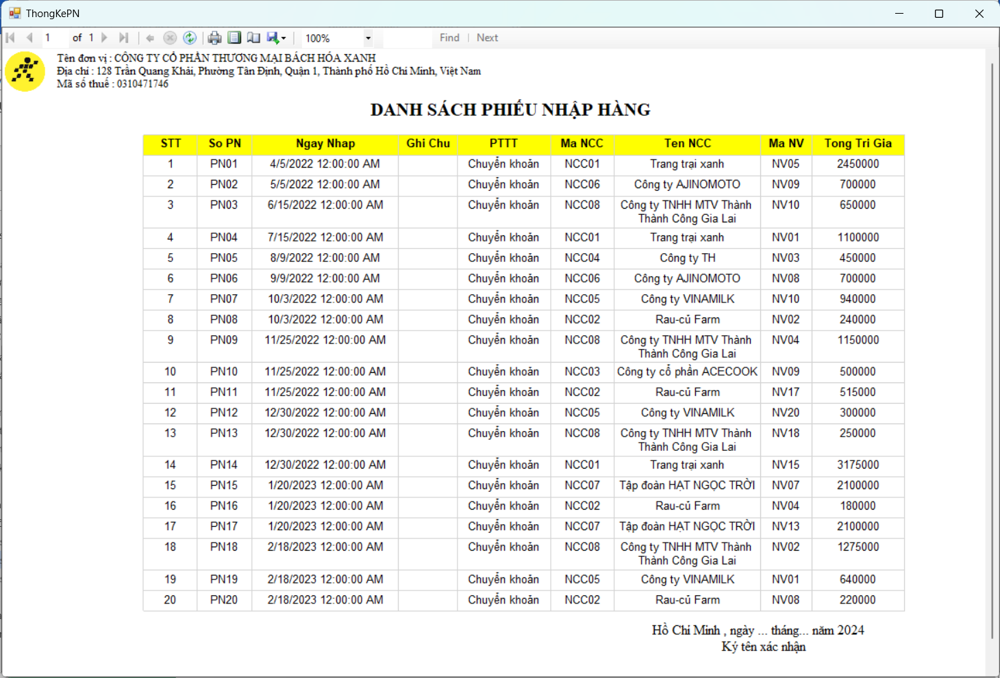 ThongKePN
1 of 1 100% Find Next
Tên đơn vị : CÔNG TY CỔ PHẦN THƯƠNG MẠI BÁCH HÓA XANH
Địa chỉ : 128 Trần Quang Khải, Phường Tân Định, Quận 1, Thành phố Hồ Chí Minh, Việt Nam
Mã số thuế : 0310471746
DANH SÁCH PHIẾU NHẬP HÀNG
STT So PN Ngay Nhap Ghi Chu PTTT Ma NCC Ten NCC Ma NV Tong Tri Gia
1 PN01 4/5/2022 12:00:00 AM Chuyển khoản NCC01 Trang trại xanh NV05 2450000
2 PN02 5/5/2022 12:00:00 AM Chuyển khoản NCC06 Công ty AJINOMOTO NV09 700000
3 PN03 6/15/2022 12:00:00 AM Chuyển khoản NCC08 Công ty TNHH MTV Thành NV10 650000
Thành Công Gia Lai
4 PN04 7/15/2022 12:00:00 AM Chuyển khoản NCC01 Trang trại xanh NV01 1100000
5 PN05 8/9/2022 12:00:00 AM Chuyển khoản NCC04 Công ty TH NV03 450000
6 PN06 9/9/2022 12:00:00 AM Chuyển khoản NCC06 Công ty AJINOMOTO NV08 700000
7 PN07 10/3/2022 12:00:00 AM Chuyển khoản NCC05 Công ty VINAMILK NV10 940000
8 PN08 10/3/2022 12:00:00 AM Chuyển khoản NCC02 Rau-củ Farm NV02 240000
9 PN09 11/25/2022 12:00:00 AM Chuyển khoản NCC08 Công ty TNHH MTV Thành NV04 1150000
Thành Công Gia Lai
10 PN10 11/25/2022 12:00:00 AM Chuyển khoản NCC03 Công ty cổ phần ACECOOK NV09 500000
11 PN11 11/25/2022 12:00:00 AM Chuyển khoản NCC02 Rau-củ Farm NV17 515000
12 PN12 12/30/2022 12:00:00 AM Chuyển khoản NCC05 Công ty VINAMILK NV20 300000
13 PN13 12/30/2022 12:00:00 AM Chuyển khoản NCC08 Công ty TNHH MTV Thành NV18 250000
Thành Công Gia Lai
14 PN14 12/30/2022 12:00:00 AM Chuyển khoản NCC01 Trang trại xanh NV15 3175000
15 PN15 1/20/2023 12:00:00 AM Chuyển khoản NCC07 Tập đoàn HẠT NGỌC TRỜI NV07 2100000
16 PN16 1/20/2023 12:00:00 AM Chuyển khoản NCC02 Rau-củ Farm NV04 180000
17 PN17 1/20/2023 12:00:00 AM Chuyển khoản NCC07 Tập đoàn HẠT NGỌC TRỜI NV13 2100000
18 PN18 2/18/2023 12:00:00 AM Chuyển khoản NCC08 Công ty TNHH MTV Thành NV02 1275000
Thành Công Gia Lai
19 PN19 2/18/2023 12:00:00 AM Chuyển khoản NCC05 Công ty VINAMILK NV01 640000
20 PN20 2/18/2023 12:00:00 AM Chuyển khoản NCC02 Rau-củ Farm NV08 220000
Hồ Chí Minh , ngày ... tháng... năm 2024
Ký tên xác nhận